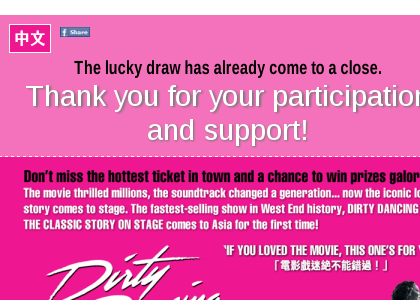 中文
Share
The lucky draw has already come to a close.
Thank you for your participation
and support!
Don't miss the hottest ticket in town and a chance to win prizes galor
The movie thrilled millions, the soundtrack changed a generation... now the iconic lo
story comes to stage. The fastest-selling show in West End history, DIRTY DANCING
THE CLASSIC STORY ON STAGE comes to Asia for the first time!
'IF YOU LOVED THE MOVIE, THIS ONE'S FOR Y
「電影戲迷絕不能錯過！」
Dirty